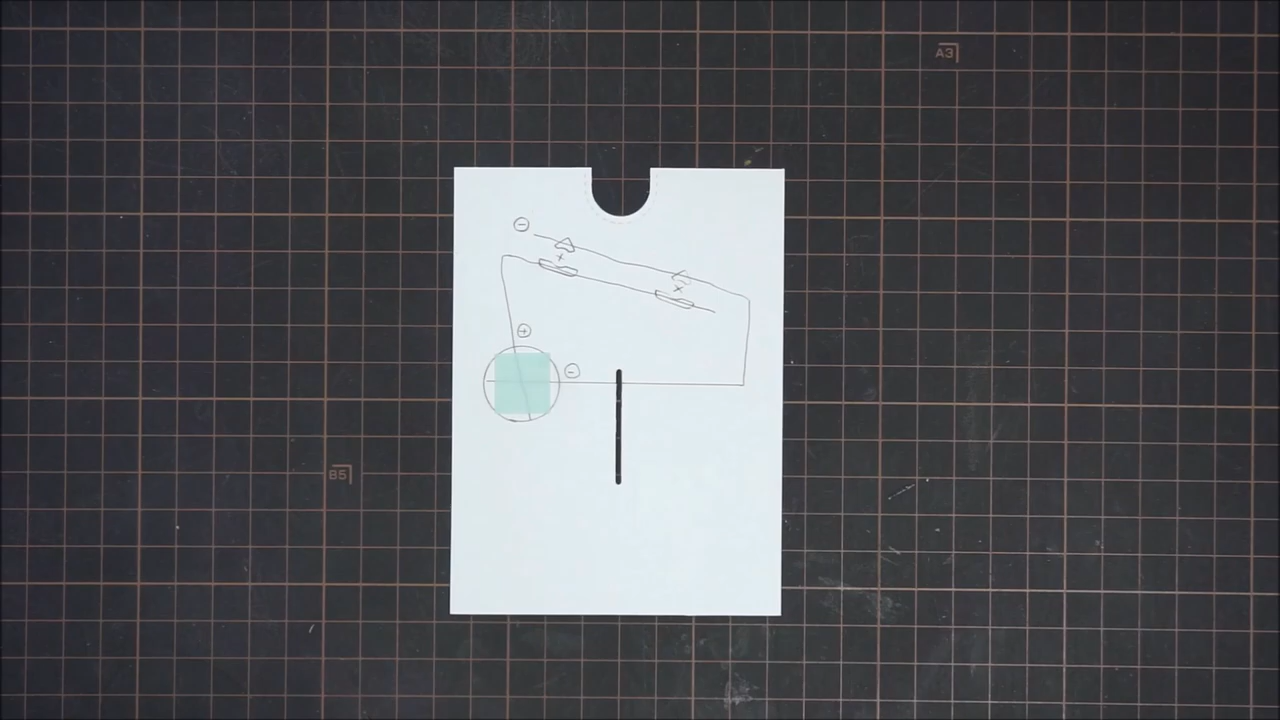 A3
⊖
+
×
⊕
⊖
B5